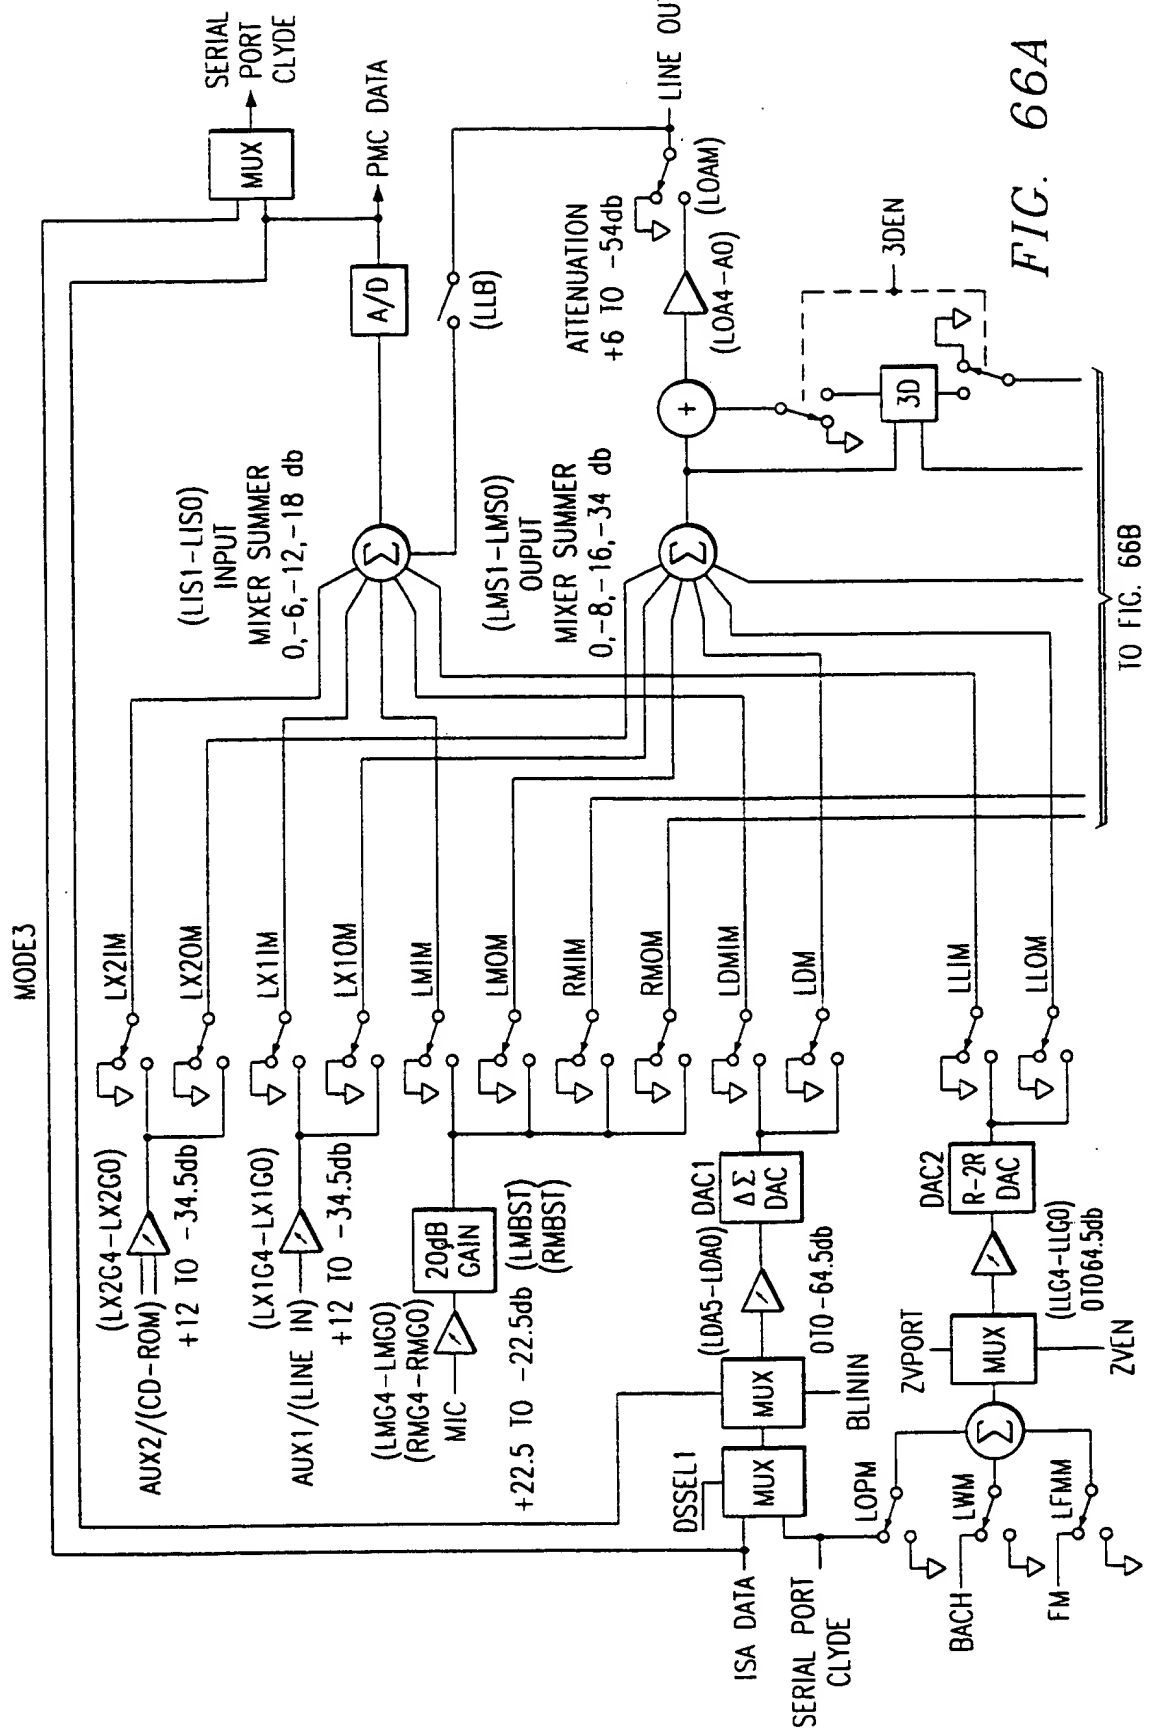 MODE3
SERIAL
PORT
CLYDE
MUX
PMC DATA
A/D
(LLB)
LINE OU
(LIS1-LIS0)
INPUT
MIXER SUMMER
0,-6,-12,-18 db
Σ
(LMS1-LMS0)
OUPUT
MIXER SUMMER
0,-8,-16,-34 db
Σ
+
ATTENUATION
+6 TO -54db
(LOAM)
(LOA4-A0)
3D
3DEN
TO FIG. 66B
FIG. 66A
LX2IM
LX2OM
LX1IM
LX1OM
LMIM
LMOM
RMIM
RMOM
LDMIM
LDM
LLIM
LLOM
(LX2G4-LX2G0)
AUX2/(CD-ROM)
+12 TO -34.5db
(LX1G4-LX1G0)
AUX1/(LINE IN)
+12 TO -34.5db
(LMG4-LMG0)
(RMG4-RMG0)
MIC
+22.5 TO -22.5db
20dB
GAIN
(LMBST)
(RMBST)
DAC1
ΔΣ
DAC
(LDA5-LDA0)
0TO-64.5db
MUX
BLININ
DSSEL1
MUX
ISA DATA
SERIAL PORT
CLYDE
DAC2
R-2R
DAC
(LLG4-LLG0)
0TO64.5db
ZVPORT
MUX
ZVEN
Σ
LOPM
LWM
LFMM
BACH
FM